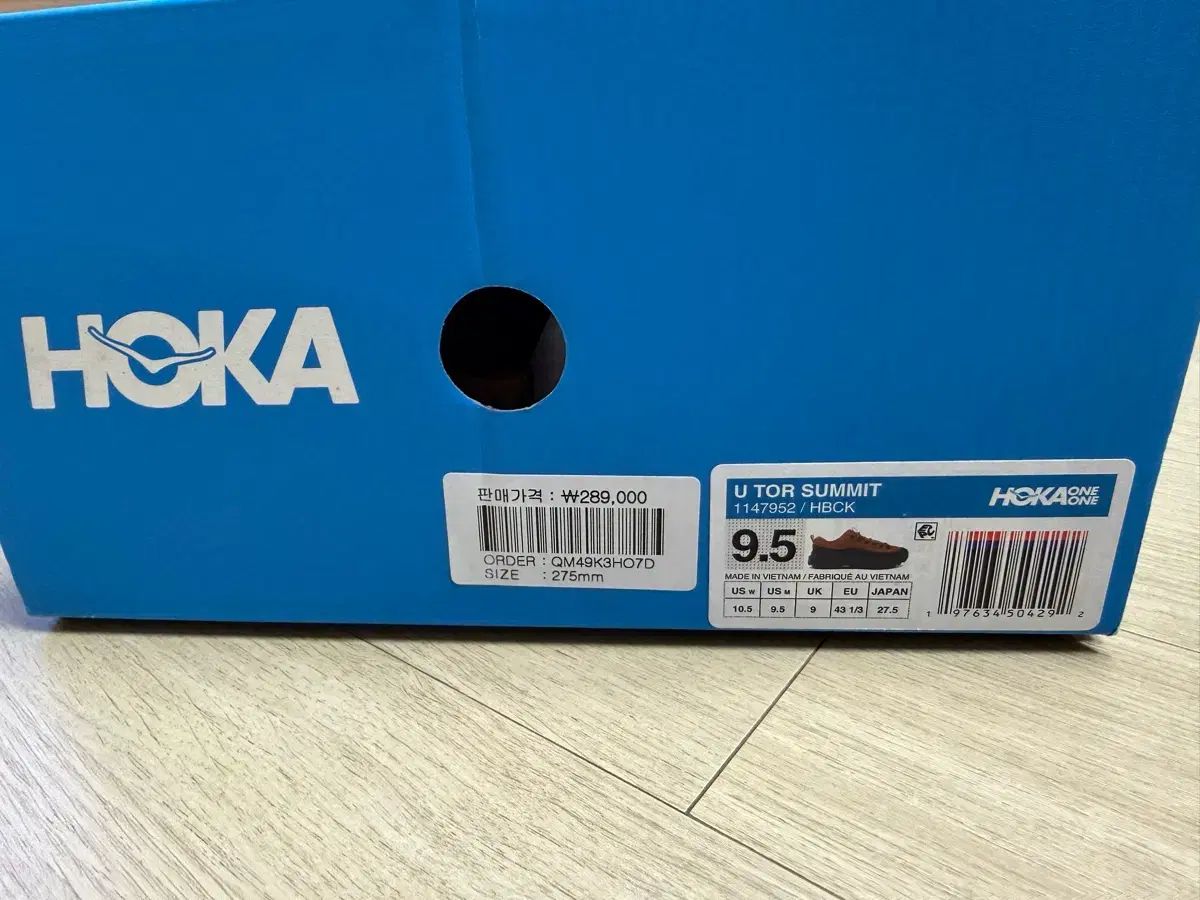 HOKA
판매가격 : ₩289,000
ORDER : QM49K3HO7D
SIZE : 275mm
U TOR SUMMIT
1147952 / HBCK
HOKA ONE ONE
9.5
MADE IN VIETNAM / FABRIQUÉ AU VIETNAM
US W US M UK EU JAPAN
10.5 9.5 9 43 1/3 27.5
1 97634 50429 2